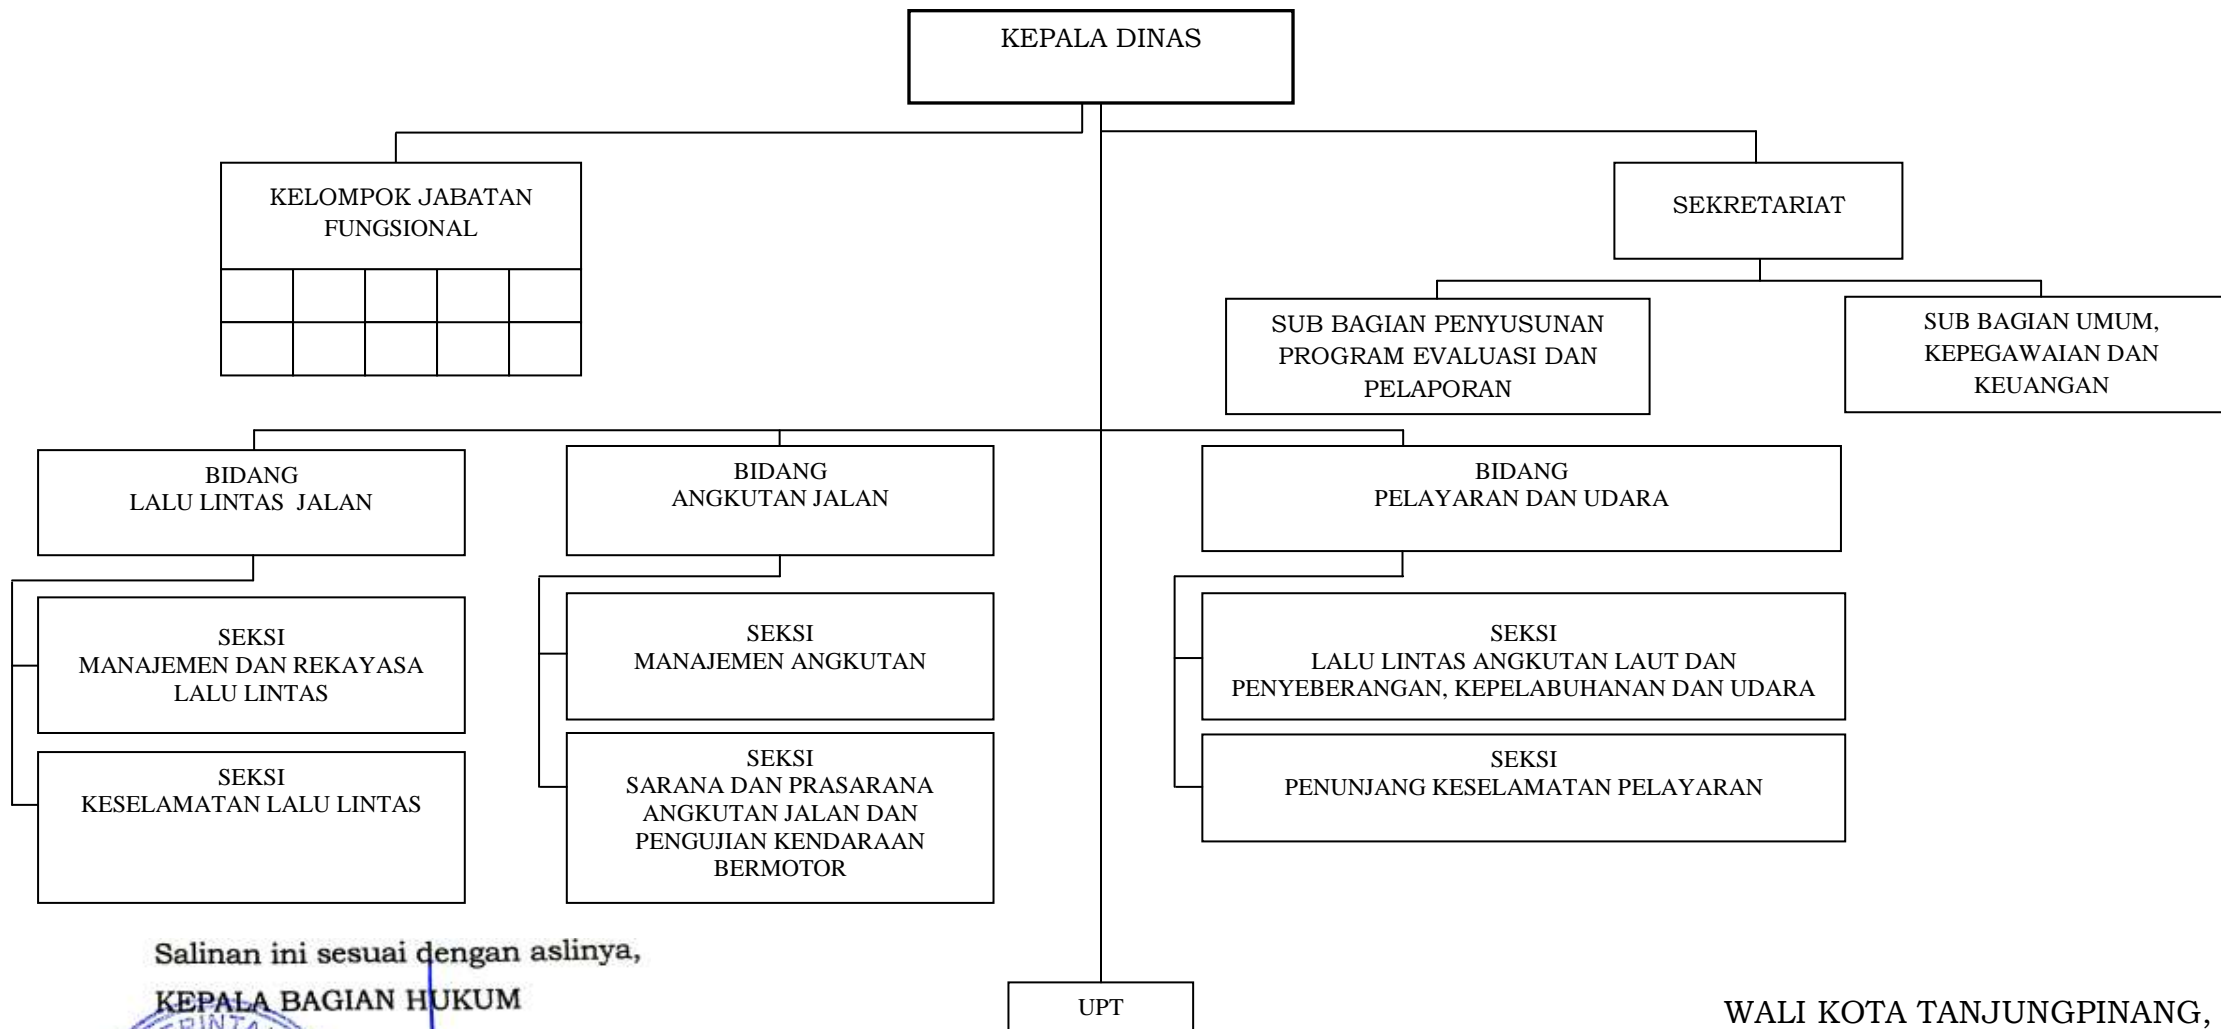 KEPALA DINAS
KELOMPOK JABATAN
FUNGSIONAL
SEKRETARIAT
SUB BAGIAN PENYUSUNAN
PROGRAM EVALUASI DAN
PELAPORAN
SUB BAGIAN UMUM,
KEPEGAWAIAN DAN
KEUANGAN
BIDANG
LALU LINTAS JALAN
BIDANG
ANGKUTAN JALAN
BIDANG
PELAYARAN DAN UDARA
SEKSI
MANAJEMEN DAN REKAYASA
LALU LINTAS
SEKSI
KESELAMATAN LALU LINTAS
SEKSI
MANAJEMEN ANGKUTAN
SEKSI
SARANA DAN PRASARANA
ANGKUTAN JALAN DAN
PENGUJIAN KENDARAAN
BERMOTOR
SEKSI
LALU LINTAS ANGKUTAN LAUT DAN
PENYEBERANGAN, KEPELABUHANAN DAN UDARA
SEKSI
PENUNJANG KESELAMATAN PELAYARAN
Salinan ini sesuai dengan aslinya,
KEPALA BAGIAN HUKUM
UPT
WALI KOTA TANJUNGPINANG,